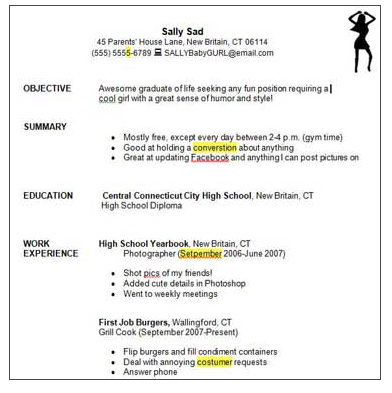 Sally Sad
45 Parents' House Lane, New Britain, CT 06114
(555) 5555-6789 SALLYBabyGURL@email.com
OBJECTIVE Awesome graduate of life seeking any fun position requiring a
cool girl with a great sense of humor and style!
SUMMARY
• Mostly free, except every day between 2-4 p.m. (gym time)
• Good at holding a converstion about anything
• Great at updating Facebook and anything I can post pictures on
EDUCATION Central Connecticut City High School, New Britain, CT
High School Diploma
WORK High School Yearbook, New Britain, CT
EXPERIENCE Photographer (Setpember 2006-June 2007)
• Shot pics of my friends!
• Added cute details in Photoshop
• Went to weekly meetings
First Job Burgers, Wallingford, CT
Grill Cook (September 2007-Present)
• Flip burgers and fill condiment containers
• Deal with annoying costumer requests
• Answer phone